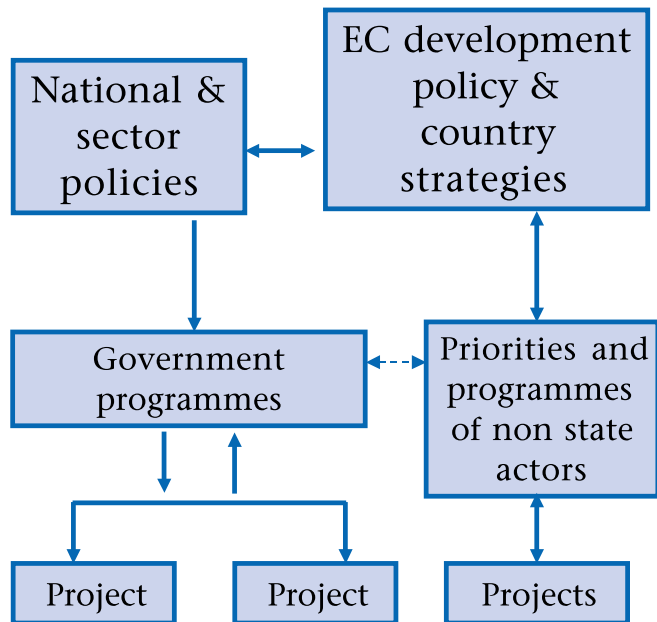 National &
sector
policies
EC development
policy &
country
strategies
Government
programmes
Priorities and
programmes
of non state
actors
Project
Project
Projects